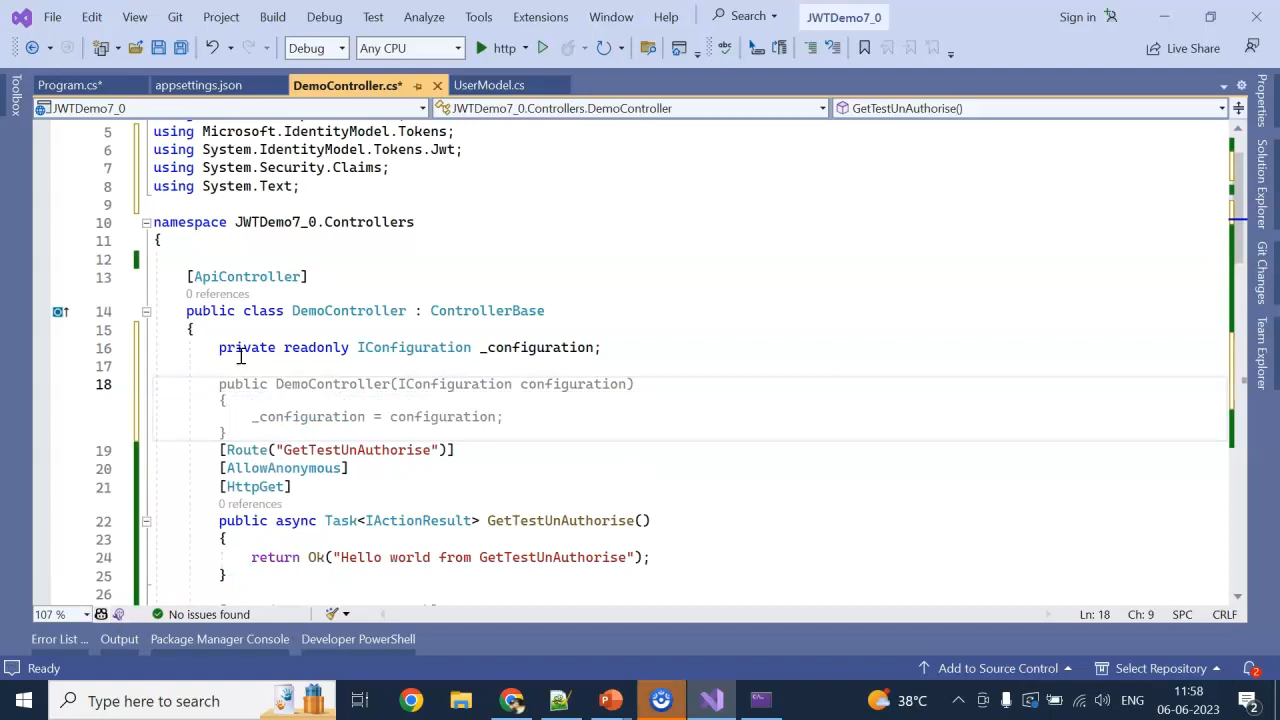 File Edit View Git Project Build Debug Test Analyze Tools Extensions Window Help Search JWTDemo7_0 Sign in
Debug Any CPU http Live Share
Program.cs* appsettings.json DemoController.cs* UserModel.cs
JWTDemo7_0 JWTDemo7_0.Controllers.DemoController GetTestUnAuthorise()
Toolbox
Properties
Solution Explorer
Git Changes
Team Explorer
5 using Microsoft.IdentityModel.Tokens;
6 using System.IdentityModel.Tokens.Jwt;
7 using System.Security.Claims;
8 using System.Text;
9
10 namespace JWTDemo7_0.Controllers
11 {
12
13 [ApiController]
0 references
14 public class DemoController : ControllerBase
15 {
16 private readonly IConfiguration _configuration;
17
18 public DemoController(IConfiguration configuration)
{
_configuration = configuration;
}
19 [Route("GetTestUnAuthorise")]
20 [AllowAnonymous]
21 [HttpGet]
0 references
22 public async Task<IActionResult> GetTestUnAuthorise()
23 {
24 return Ok("Hello world from GetTestUnAuthorise");
25 }
26
107 % No issues found Ln: 18 Ch: 9 SPC CRLF
Error List ... Output Package Manager Console Developer PowerShell
Ready Add to Source Control Select Repository 2
Type here to search 38°C ENG 11:58
06-06-2023 2